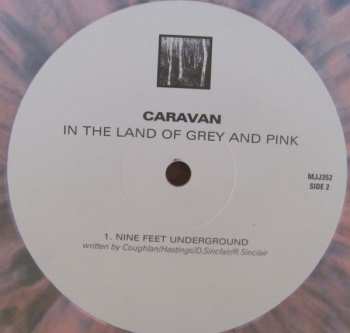 CARAVAN
IN THE LAND OF GREY AND PINK
MJJ352
SIDE 2
1. NINE FEET UNDERGROUND
written by Coughlan/Hastings/D.Sinclair/R.Sinclair